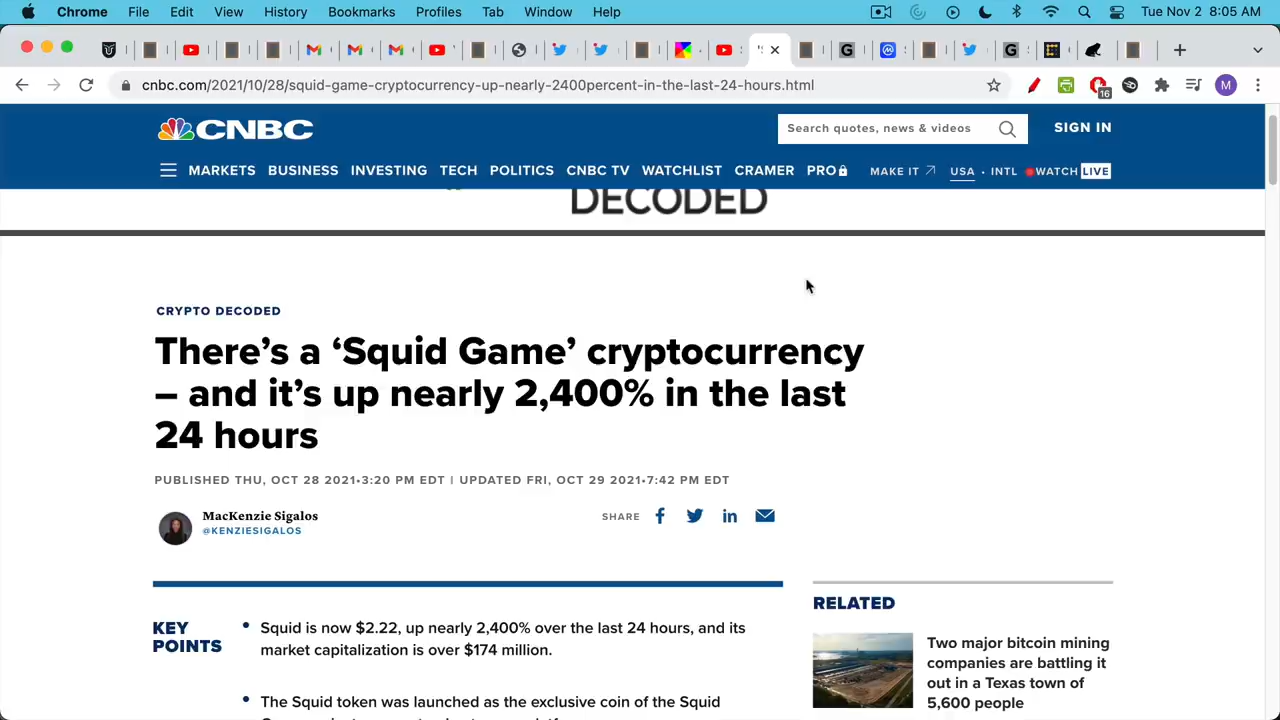 Chrome File Edit View History Bookmarks Profiles Tab Window Help Tue Nov 2 8:05 AM
cnbc.com/2021/10/28/squid-game-cryptocurrency-up-nearly-2400percent-in-the-last-24-hours.html
16
M
CNBC
Search quotes, news & videos
SIGN IN
MARKETS BUSINESS INVESTING TECH POLITICS CNBC TV WATCHLIST CRAMER PRO MAKE IT USA • INTL WATCH LIVE
DECODED
CRYPTO DECODED
There’s a ‘Squid Game’ cryptocurrency
– and it’s up nearly 2,400% in the last
24 hours
PUBLISHED THU, OCT 28 2021•3:20 PM EDT | UPDATED FRI, OCT 29 2021•7:42 PM EDT
MacKenzie Sigalos
@KENZIESIGALOS
SHARE
KEY
POINTS
• Squid is now $2.22, up nearly 2,400% over the last 24 hours, and its
market capitalization is over $174 million.
• The Squid token was launched as the exclusive coin of the Squid
RELATED
Two major bitcoin mining
companies are battling it
out in a Texas town of
5,600 people